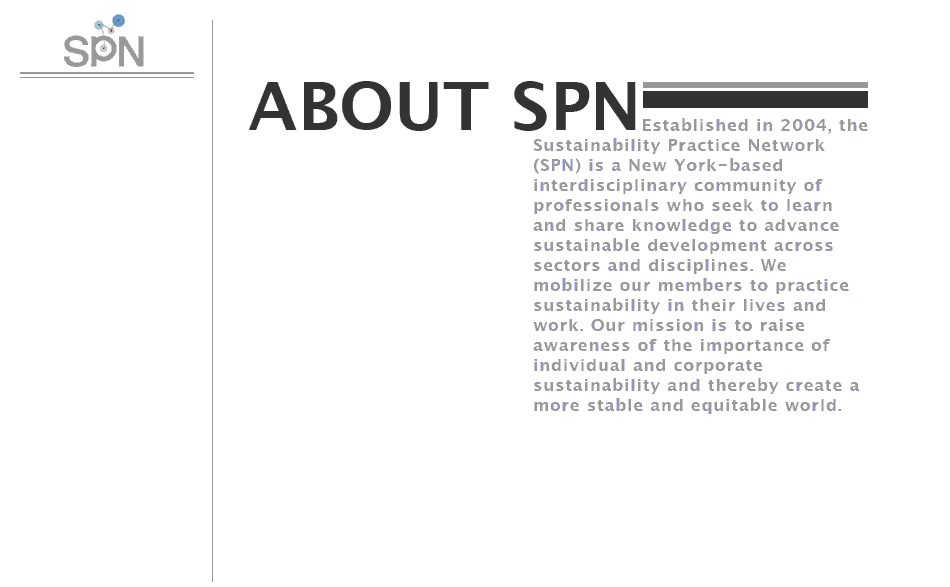 SPN
ABOUT SPN
Established in 2004, the
Sustainability Practice Network
(SPN) is a New York-based
interdisciplinary community of
professionals who seek to learn
and share knowledge to advance
sustainable development across
sectors and disciplines. We
mobilize our members to practice
sustainability in their lives and
work. Our mission is to raise
awareness of the importance of
individual and corporate
sustainability and thereby create a
more stable and equitable world.